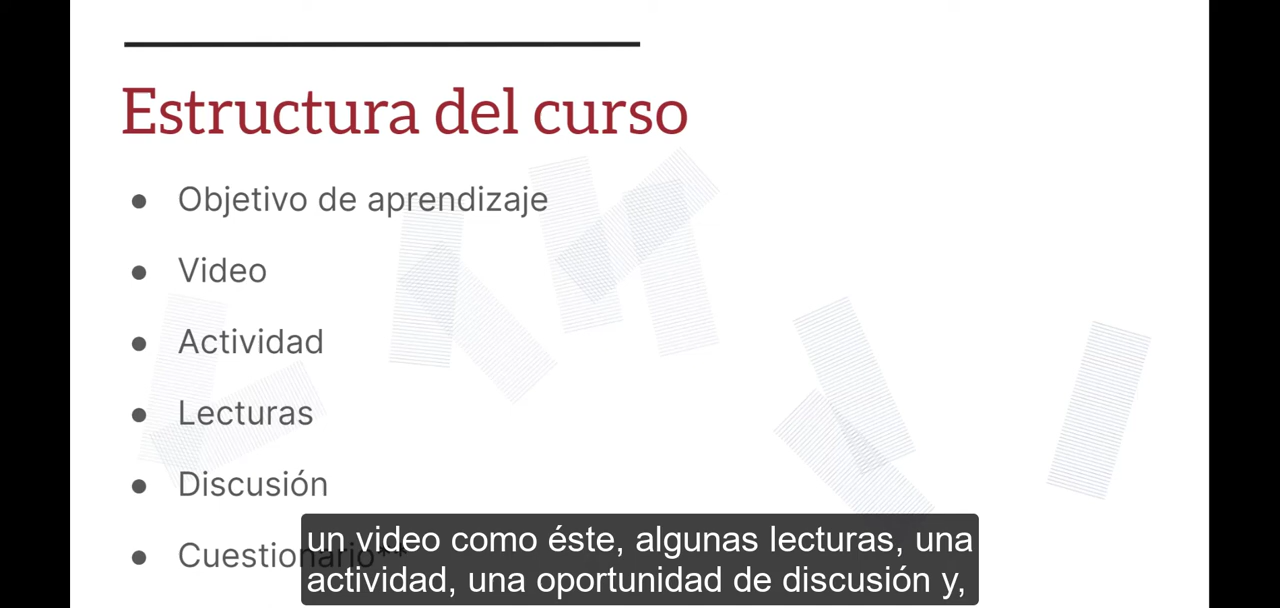 Estructura del curso
● Objetivo de aprendizaje
● Video
● Actividad
● Lecturas
● Discusión
● Cuestionario**
un video como éste, algunas lecturas, una
actividad, una oportunidad de discusión y,